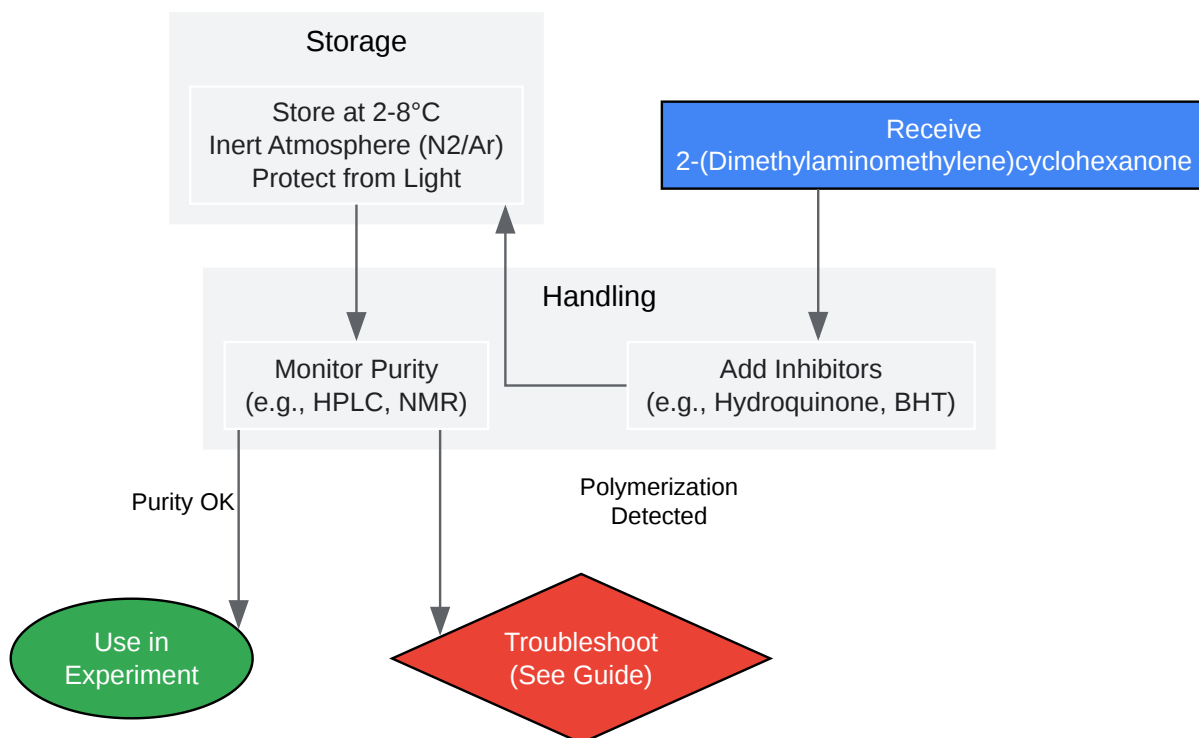 Storage
Store at 2-8°C
Inert Atmosphere (N2/Ar)
Protect from Light
Receive
2-(Dimethylaminomethylene)cyclohexanone
Handling
Monitor Purity
(e.g., HPLC, NMR)
Add Inhibitors
(e.g., Hydroquinone, BHT)
Purity OK
Polymerization
Detected
Use in
Experiment
Troubleshoot
(See Guide)